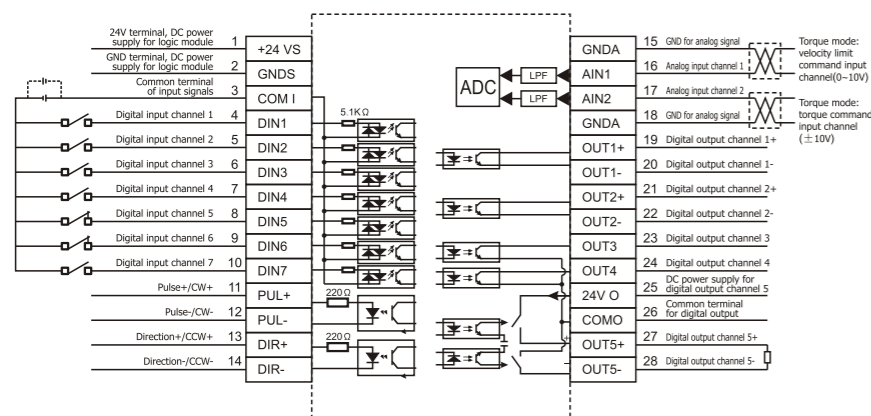 24V terminal, DC power
supply for logic module
1
+24 VS
GND terminal, DC power
supply for logic module
2
GNDS
Common terminal
of input signals
3
COM I
Digital input channel 1
4
DIN1
5.1KΩ
Digital input channel 2
5
DIN2
Digital input channel 3
6
DIN3
Digital input channel 4
7
DIN4
Digital input channel 5
8
DIN5
Digital input channel 6
9
DIN6
Digital input channel 7
10
DIN7
Pulse+/CW+
11
PUL+
220Ω
Pulse-/CW-
12
PUL-
Direction+/CCW+
13
DIR+
220Ω
Direction-/CCW-
14
DIR-
ADC
LPF
LPF
GNDA
15
GND for analog signal
AIN1
16
Analog input channel 1
Torque mode:
velocity limit
command input
channel(0~10V)
AIN2
17
Analog input channel 2
GNDA
18
GND for analog signal
Torque mode:
torque command
input channel
(±10V)
OUT1+
19
Digital output channel 1+
OUT1-
20
Digital output channel 1-
OUT2+
21
Digital output channel 2+
OUT2-
22
Digital output channel 2-
OUT3
23
Digital output channel 3
OUT4
24
Digital output channel 4
24V O
25
DC power supply for
digital output channel 5
COMO
26
Common terminal
for digital output
+
OUT5+
27
Digital output channel 5+
−
OUT5-
28
Digital output channel 5-